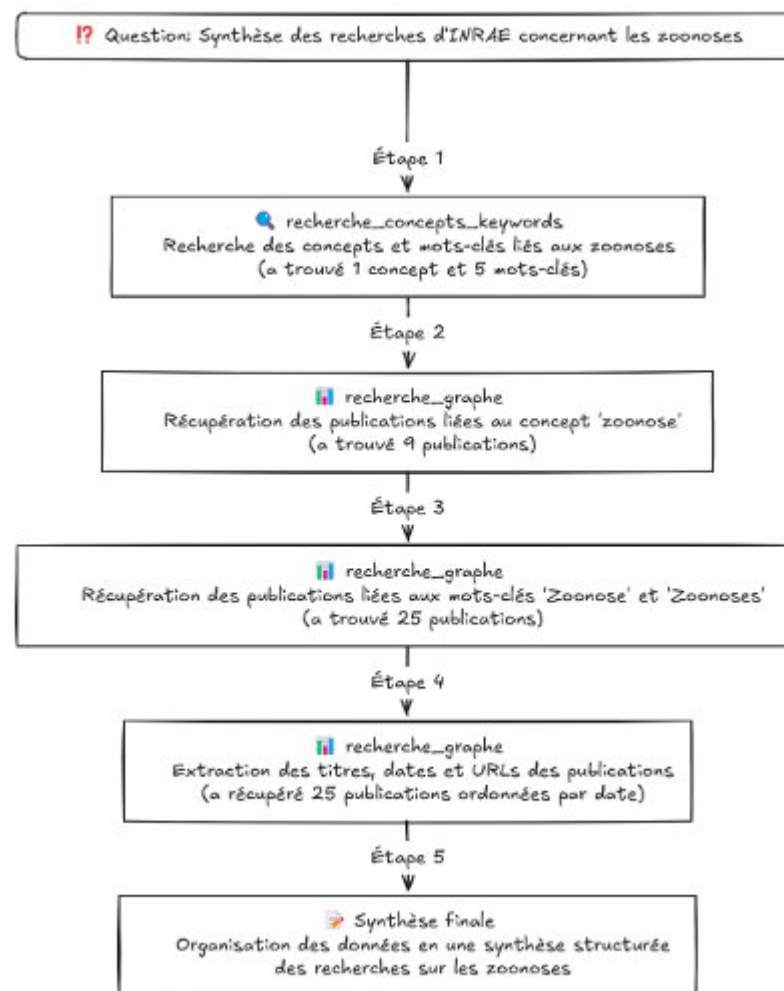 ⁉️ Question: Synthèse des recherches d'INRAE concernant les zoonoses
Étape 1
🔍 recherche_concepts_keywords
Recherche des concepts et mots-clés liés aux zoonoses
(a trouvé 1 concept et 5 mots-clés)
Étape 2
📊 recherche_graphe
Récupération des publications liées au concept 'zoonose'
(a trouvé 9 publications)
Étape 3
📊 recherche_graphe
Récupération des publications liées aux mots-clés 'Zoonose' et 'Zoonoses'
(a trouvé 25 publications)
Étape 4
📊 recherche_graphe
Extraction des titres, dates et URLs des publications
(a récupéré 25 publications ordonnées par date)
Étape 5
📝 Synthèse finale
Organisation des données en une synthèse structurée
des recherches sur les zoonoses